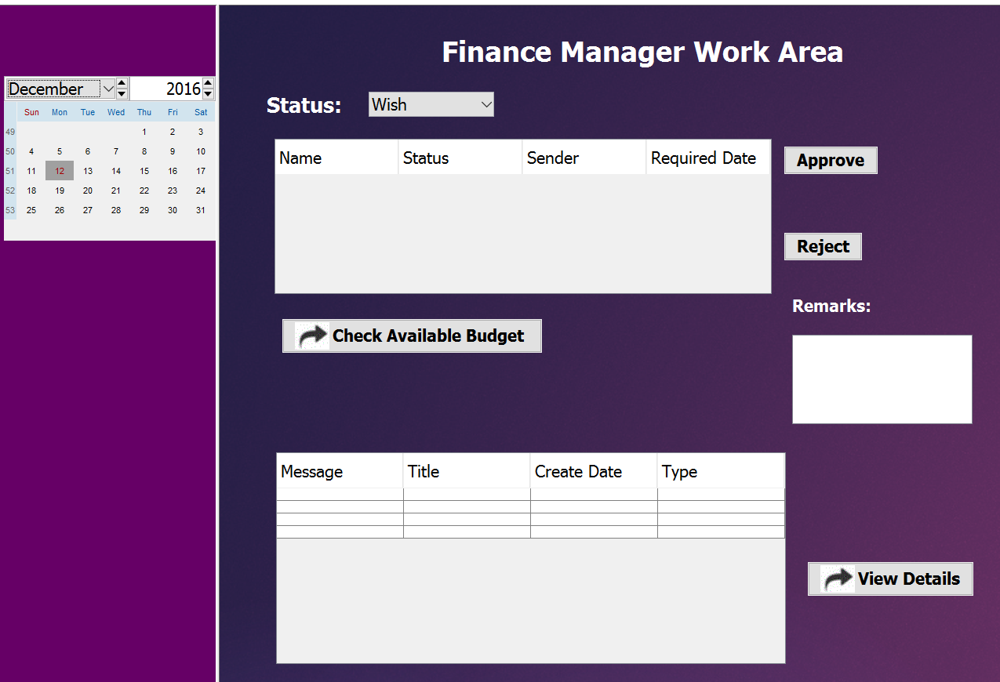 Finance Manager Work Area
December 2016
Sun Mon Tue Wed Thu Fri Sat
49 1 2 3
50 4 5 6 7 8 9 10
51 11 12 13 14 15 16 17
52 18 19 20 21 22 23 24
53 25 26 27 28 29 30 31
Status: Wish
Name Status Sender Required Date
Approve
Reject
Remarks:
Check Available Budget
Message Title Create Date Type
View Details